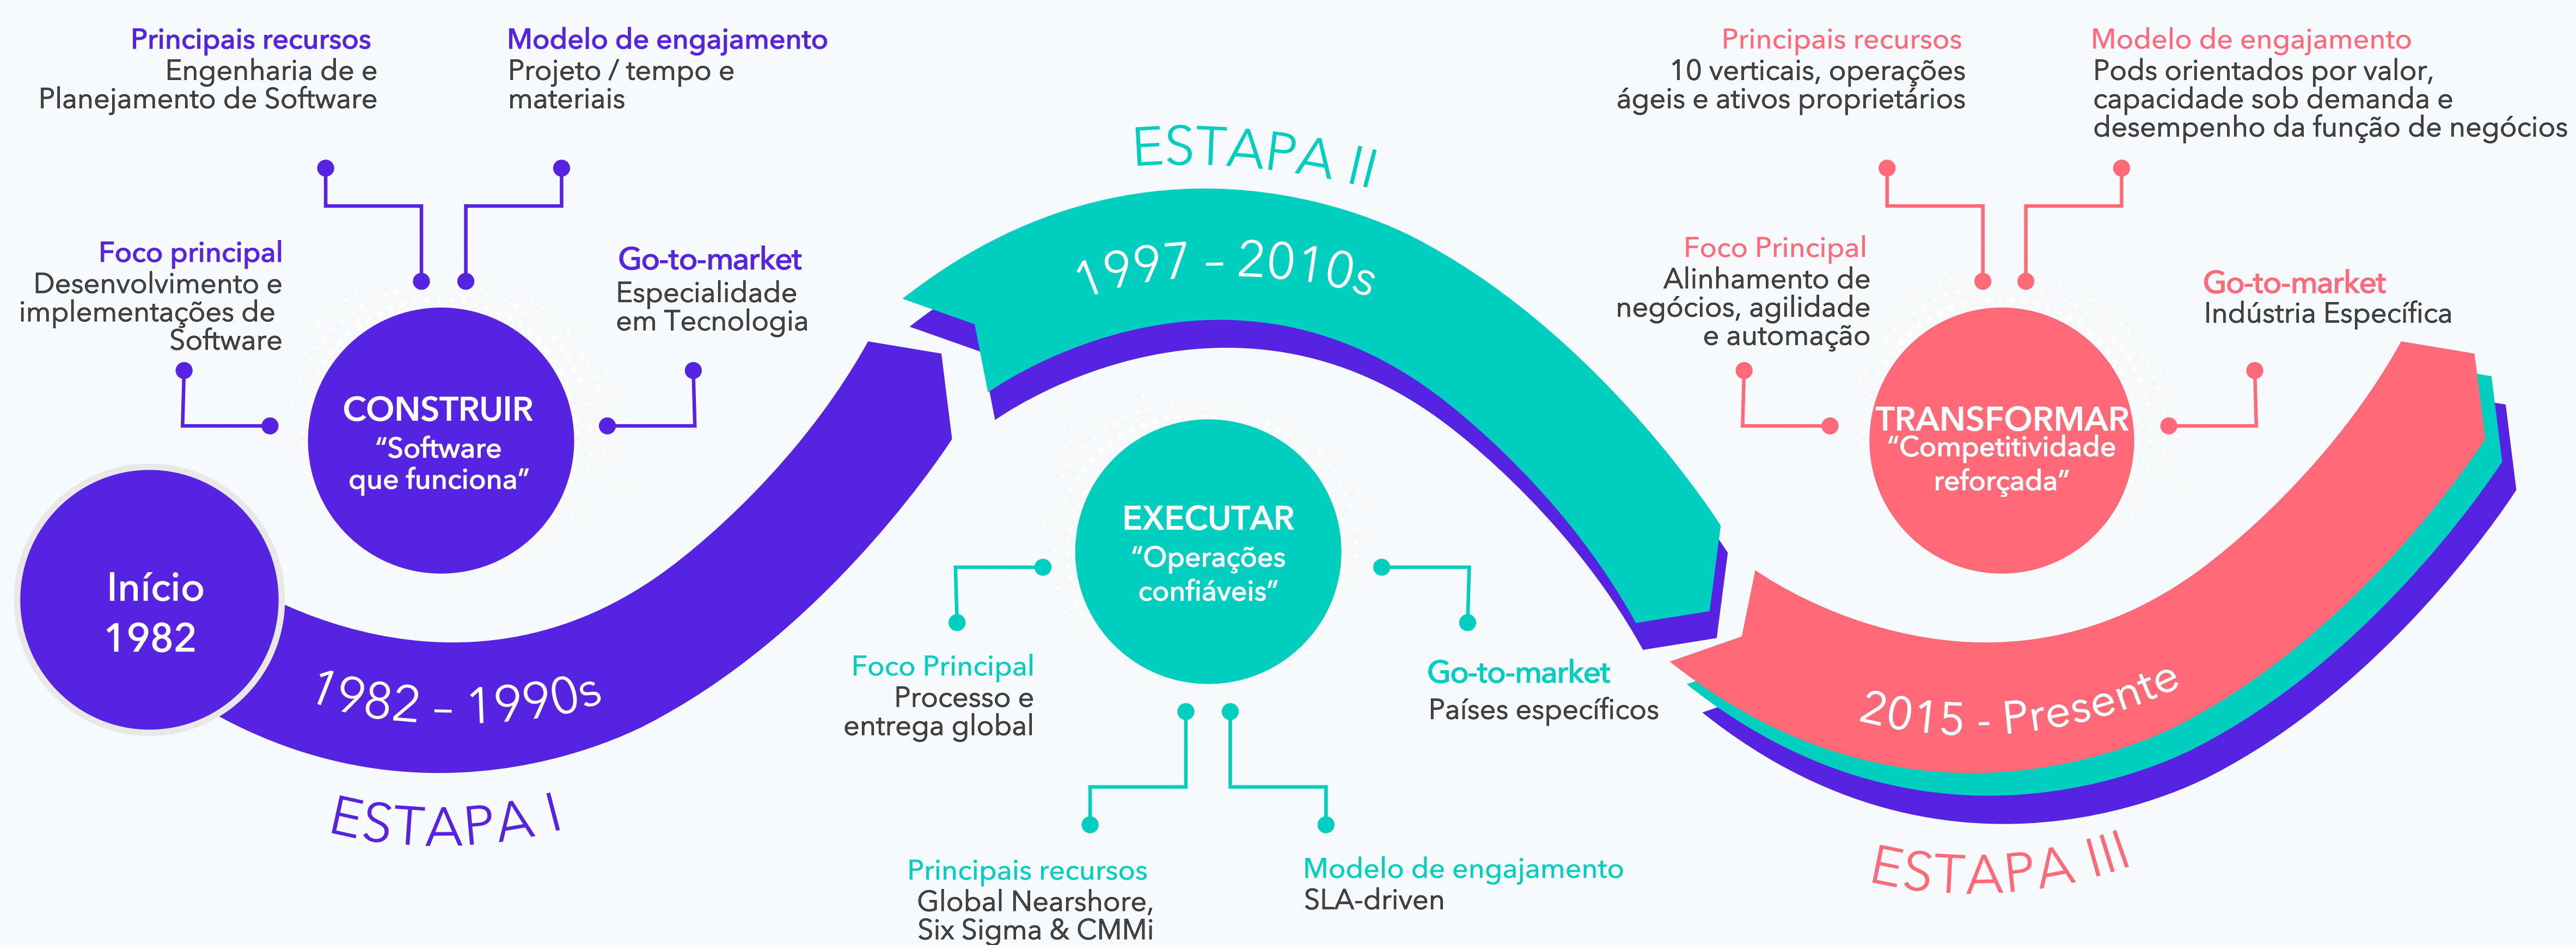 Principais recursos
Engenharia de e
Planejamento de Software
Modelo de engajamento
Projeto / tempo e
materiais
Foco principal
Desenvolvimento e
implementações de
Software
Go-to-market
Especialidade
em Tecnologia
CONSTRUIR
“Software
que funciona”
Início
1982
1982 – 1990s
ESTAPA I
ESTAPA II
1997 – 2010s
EXECUTAR
“Operações
confiáveis”
Foco Principal
Processo e
entrega global
Go-to-market
Países específicos
Principais recursos
Global Nearshore,
Six Sigma & CMMi
Modelo de engajamento
SLA-driven
Principais recursos
10 verticais, operações
ágeis e ativos proprietários
Modelo de engajamento
Pods orientados por valor,
capacidade sob demanda e
desempenho da função de negócios
Foco Principal
Alinhamento de
negócios, agilidade
e automação
Go-to-market
Indústria Específica
TRANSFORMAR
“Competitividade
reforçada”
2015 - Presente
ESTAPA III